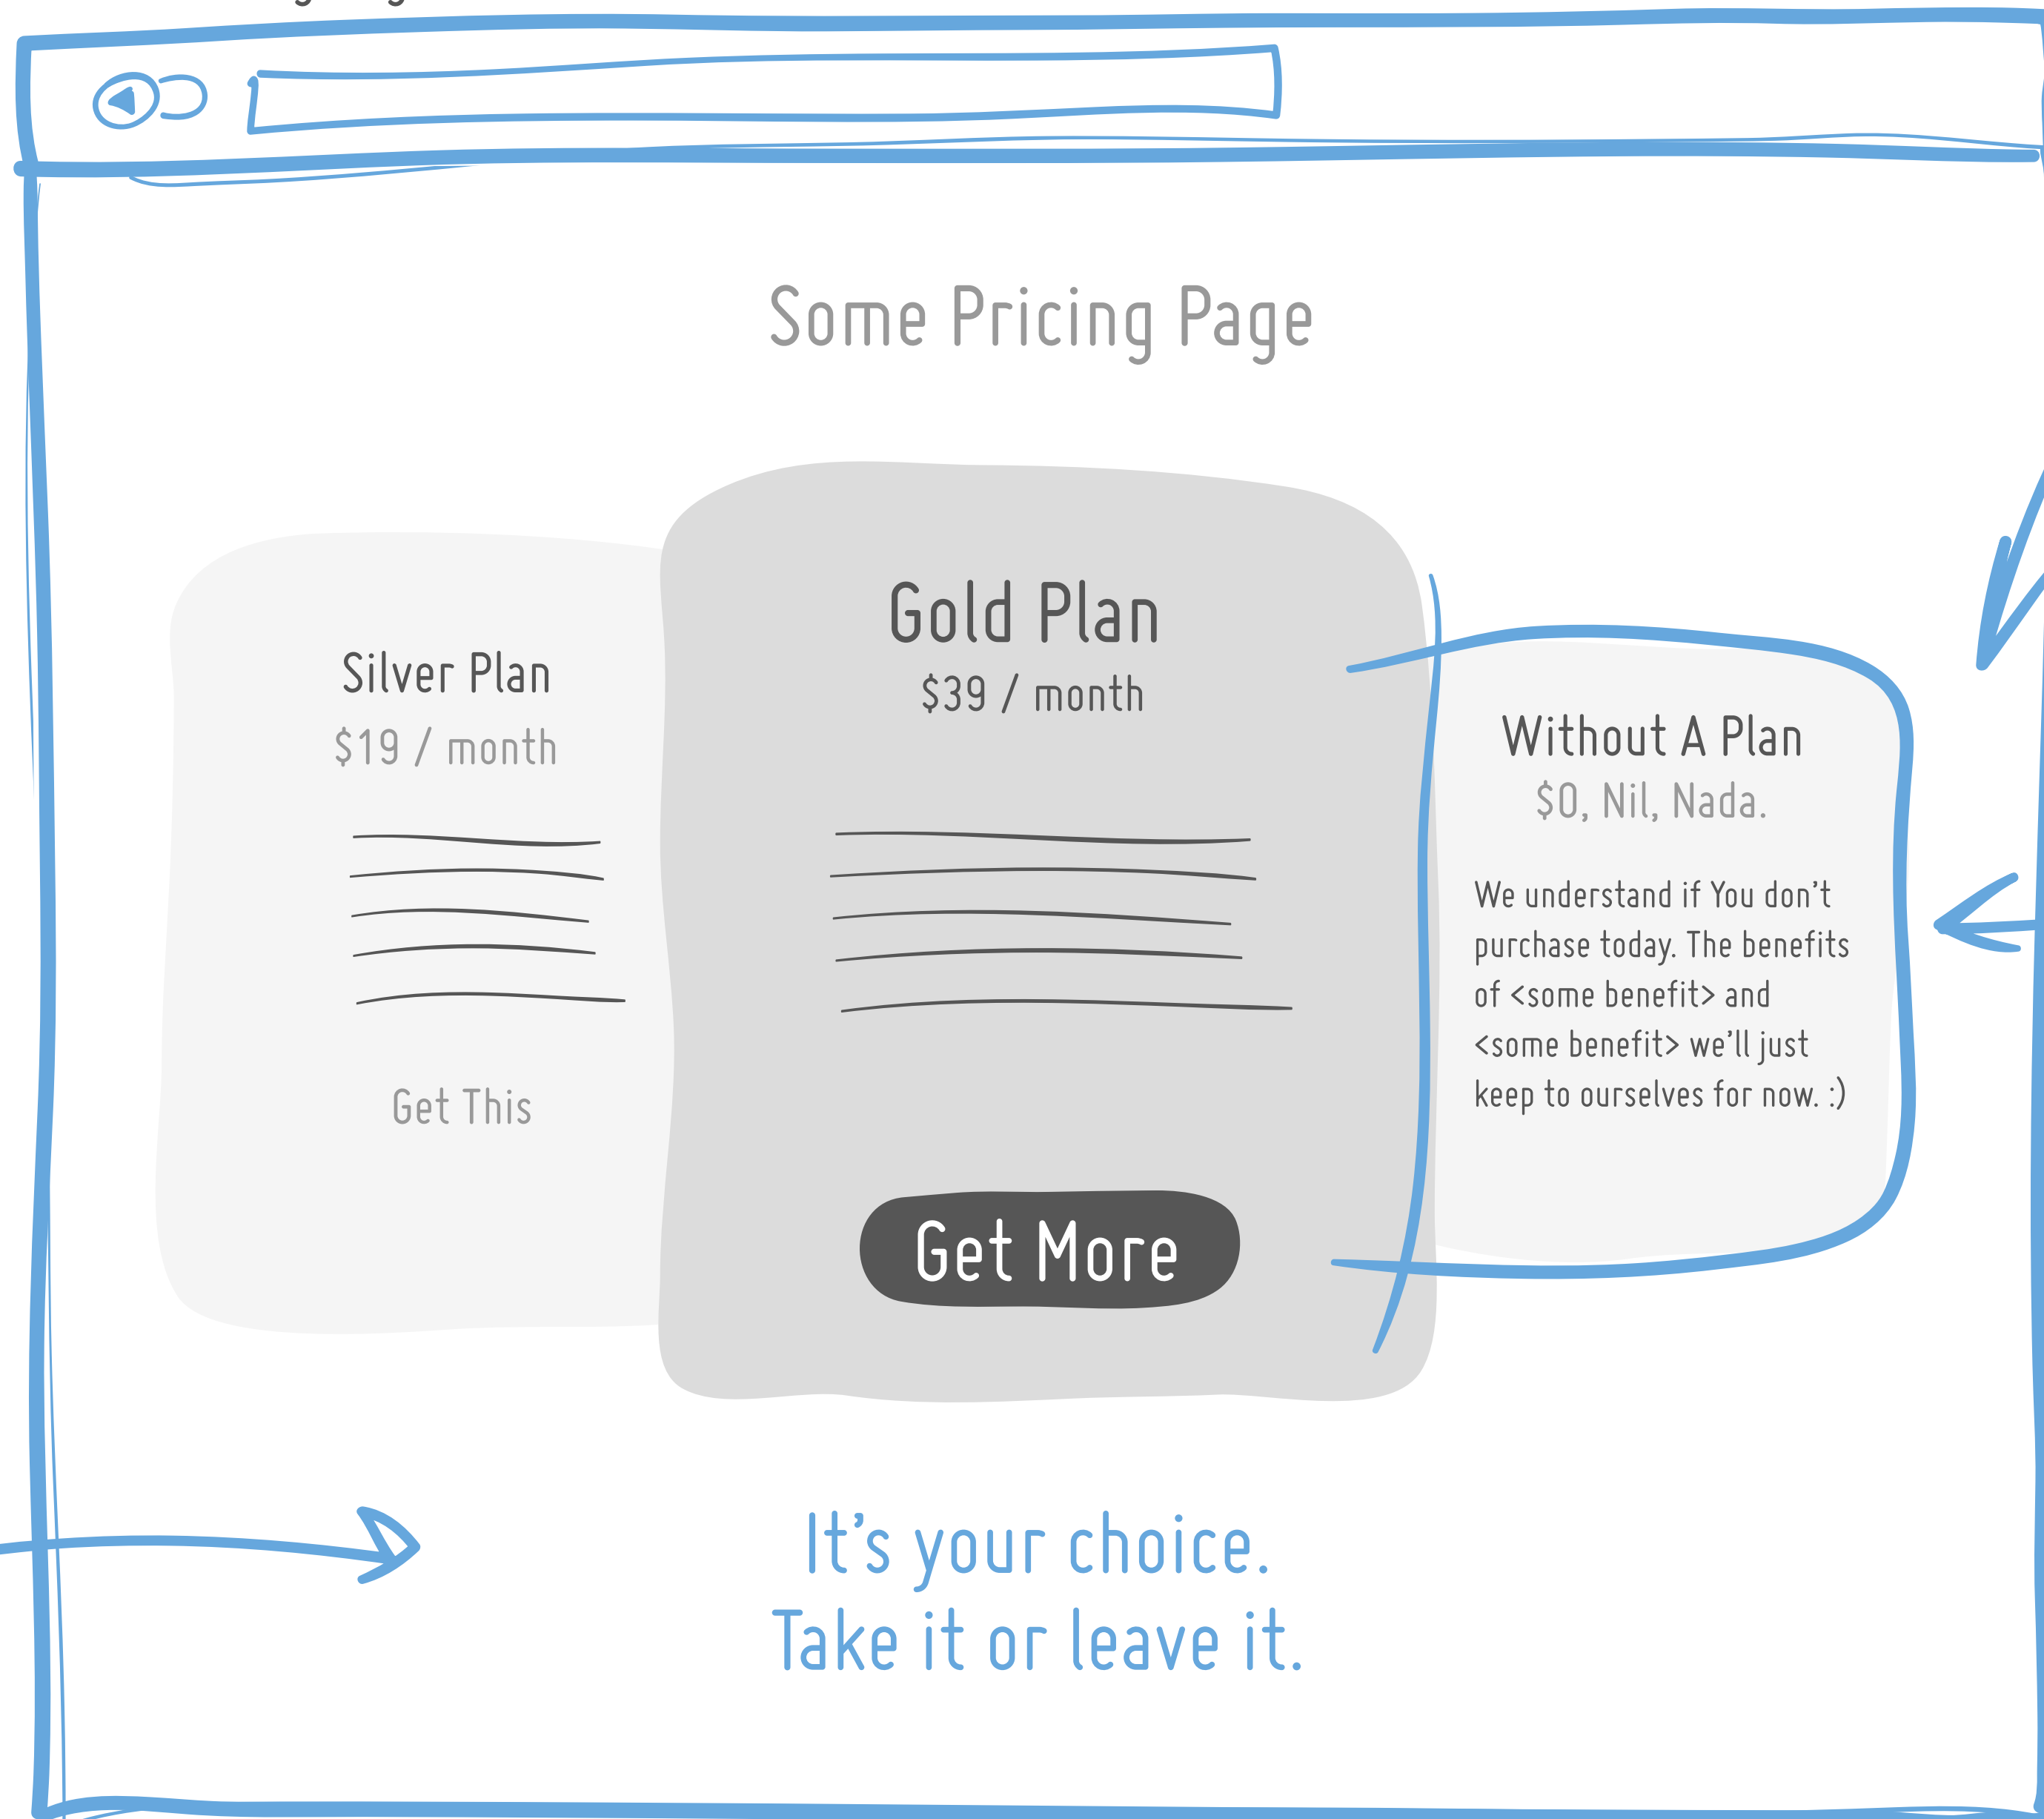 Some Pricing Page
Silver Plan
$19 / month
Get This
Gold Plan
$39 / month
Get More
Without A Plan
$0, Nil, Nada.
We understand if You don't
purchase today. The benefits
of <some benefit> and
<some benefit> we'll just
keep to ourselves for now. :)
It's your choice.
Take it or leave it.